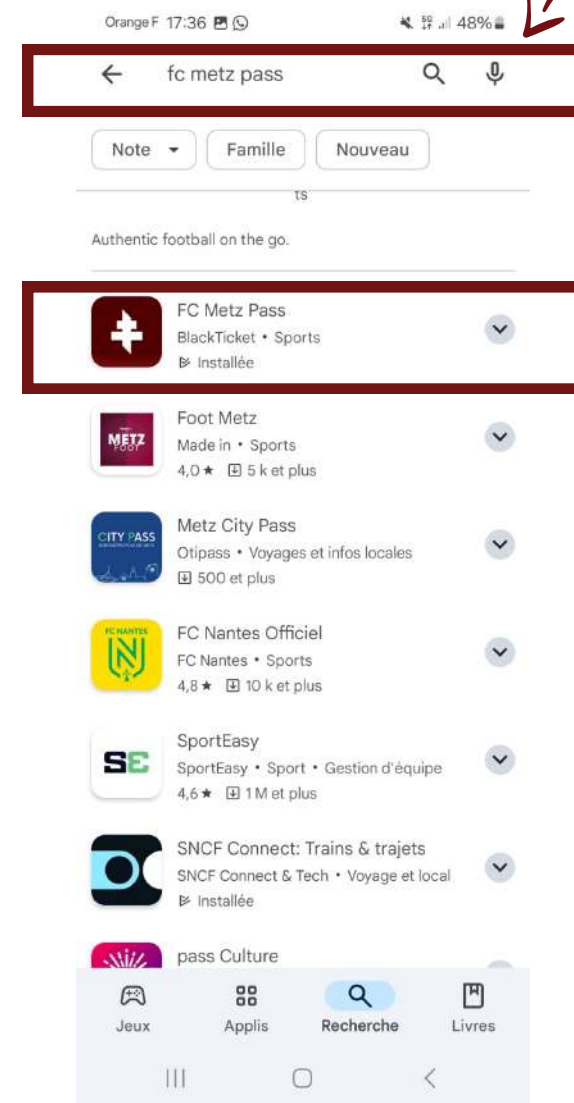 Orange F 17:36 48%
fc metz pass
Note Famille Nouveau
ts
Authentic football on the go.
FC Metz Pass
BlackTicket • Sports
Installée
METZ
FOOT
Foot Metz
Made in • Sports
4,0 ★ 5 k et plus
CITY PASS
Metz City Pass
Otipass • Voyages et infos locales
500 et plus
FC NANTES
N
FC Nantes Officiel
FC Nantes • Sports
4,8 ★ 10 k et plus
SE
SportEasy
SportEasy • Sport • Gestion d'équipe
4,6 ★ 1 M et plus
SNCF Connect: Trains & trajets
SNCF Connect & Tech • Voyage et local
Installée
pass Culture
Jeux Applis Recherche Livres